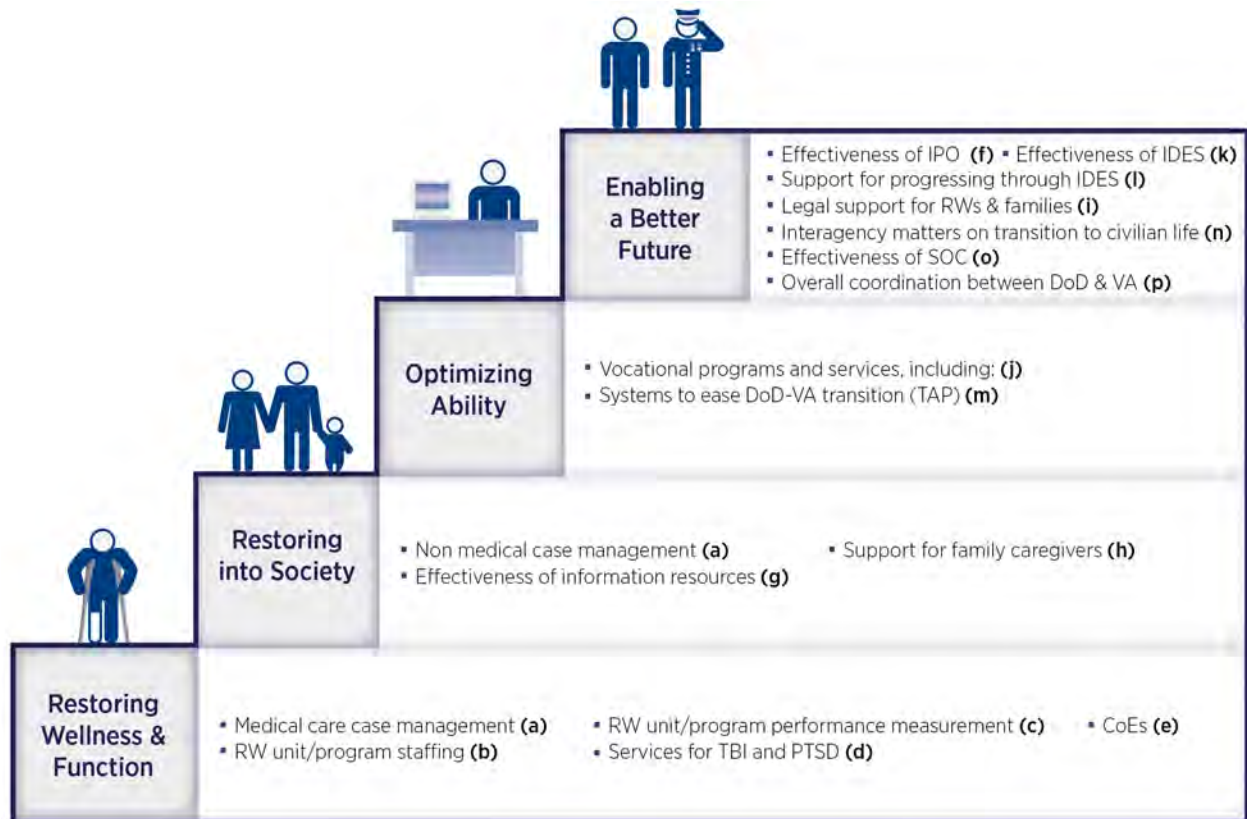 Enabling
a Better
Future
▪ Effectiveness of IPO (f) ▪ Effectiveness of IDES (k)
▪ Support for progressing through IDES (l)
▪ Legal support for RWs & families (i)
▪ Interagency matters on transition to civilian life (n)
▪ Effectiveness of SOC (o)
▪ Overall coordination between DoD & VA (p)
Optimizing
Ability
▪ Vocational programs and services, including: (j)
▪ Systems to ease DoD-VA transition (TAP) (m)
Restoring
into Society
▪ Non medical case management (a) ▪ Support for family caregivers (h)
▪ Effectiveness of information resources (g)
Restoring
Wellness &
Function
▪ Medical care case management (a) ▪ RW unit/program performance measurement (c) ▪ CoEs (e)
▪ RW unit/program staffing (b) ▪ Services for TBI and PTSD (d)